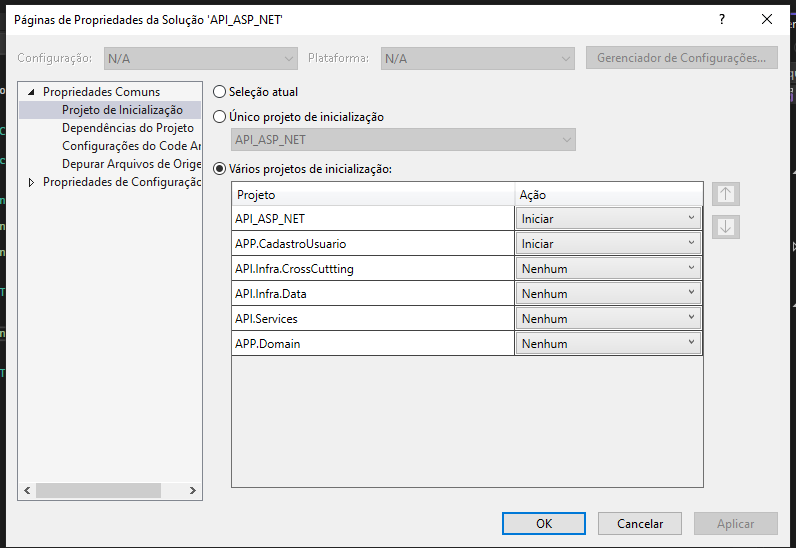 Páginas de Propriedades da Solução 'API_ASP_NET'
Configuração: N/A Plataforma: N/A Gerenciador de Configurações...
Propriedades Comuns
Projeto de Inicialização
Dependências do Projeto
Configurações do Code Ar
Depurar Arquivos de Orige
Propriedades de Configuração
Seleção atual
Único projeto de inicialização
API_ASP_NET
Vários projetos de inicialização:
Projeto Ação
API_ASP_NET Iniciar
APP.CadastroUsuario Iniciar
API.Infra.CrossCuttting Nenhum
API.Infra.Data Nenhum
API.Services Nenhum
APP.Domain Nenhum
OK Cancelar Aplicar